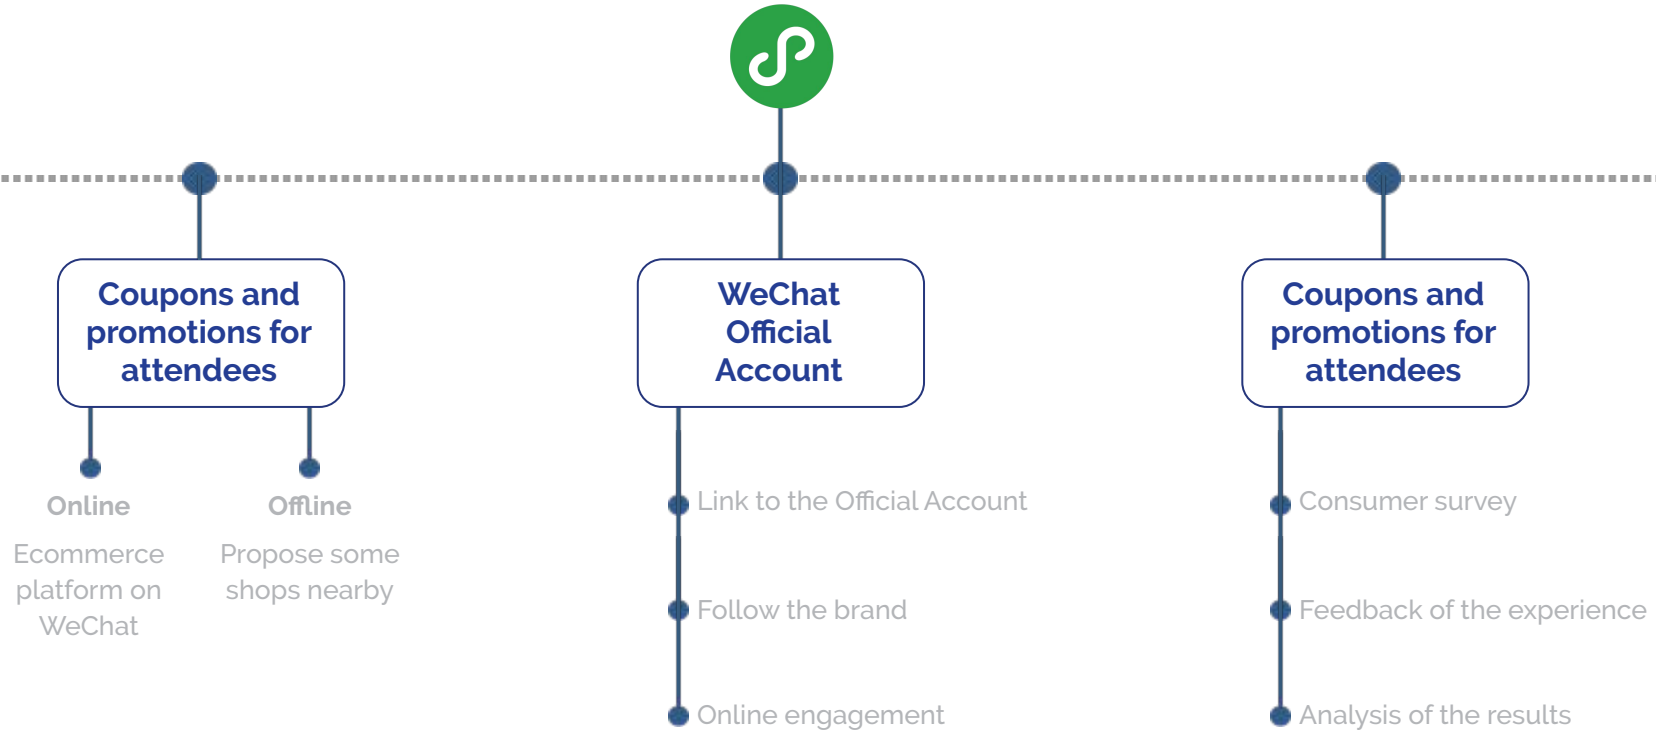 Coupons and
promotions for
attendees
Online
Ecommerce
platform on
WeChat
Offline
Propose some
shops nearby
WeChat
Official
Account
Link to the Official Account
Follow the brand
Online engagement
Coupons and
promotions for
attendees
Consumer survey
Feedback of the experience
Analysis of the results